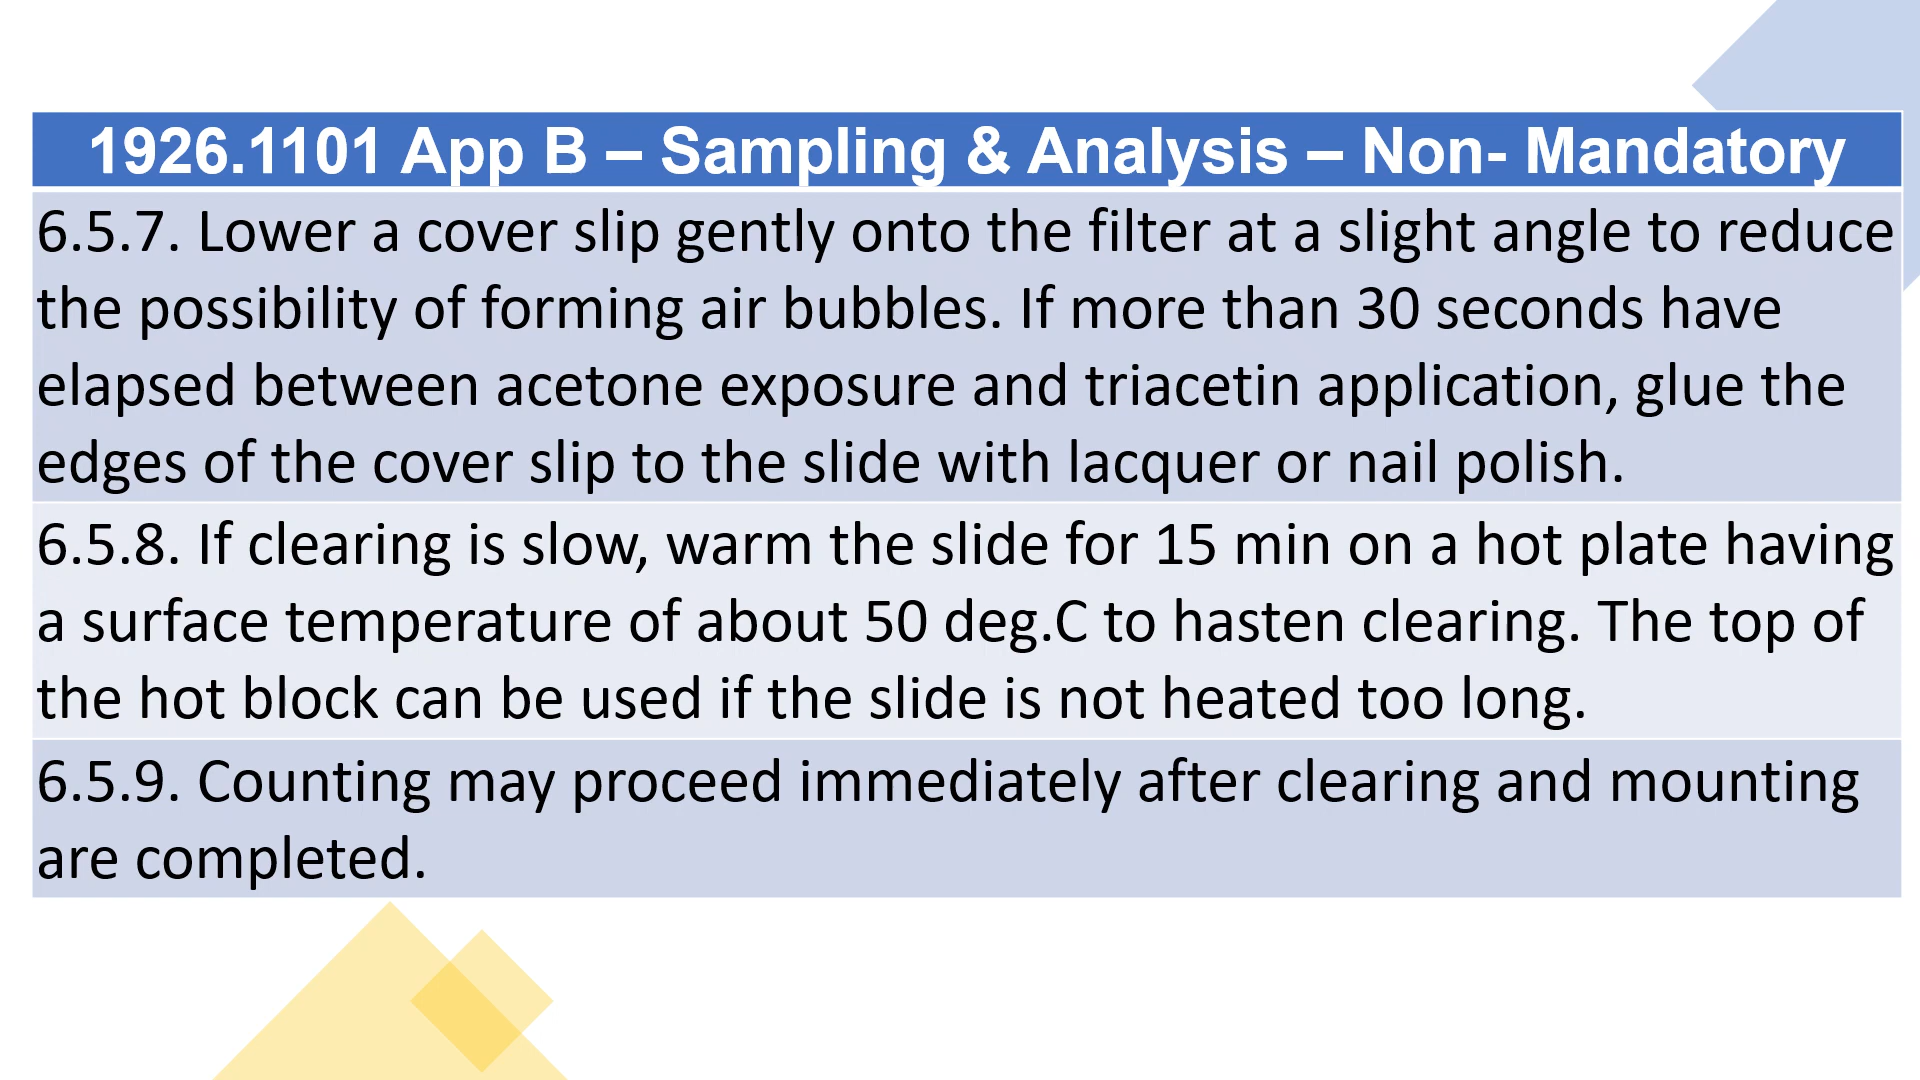 1926.1101 App B – Sampling & Analysis – Non- Mandatory
6.5.7. Lower a cover slip gently onto the filter at a slight angle to reduce
the possibility of forming air bubbles. If more than 30 seconds have
elapsed between acetone exposure and triacetin application, glue the
edges of the cover slip to the slide with lacquer or nail polish.
6.5.8. If clearing is slow, warm the slide for 15 min on a hot plate having
a surface temperature of about 50 deg.C to hasten clearing. The top of
the hot block can be used if the slide is not heated too long.
6.5.9. Counting may proceed immediately after clearing and mounting
are completed.